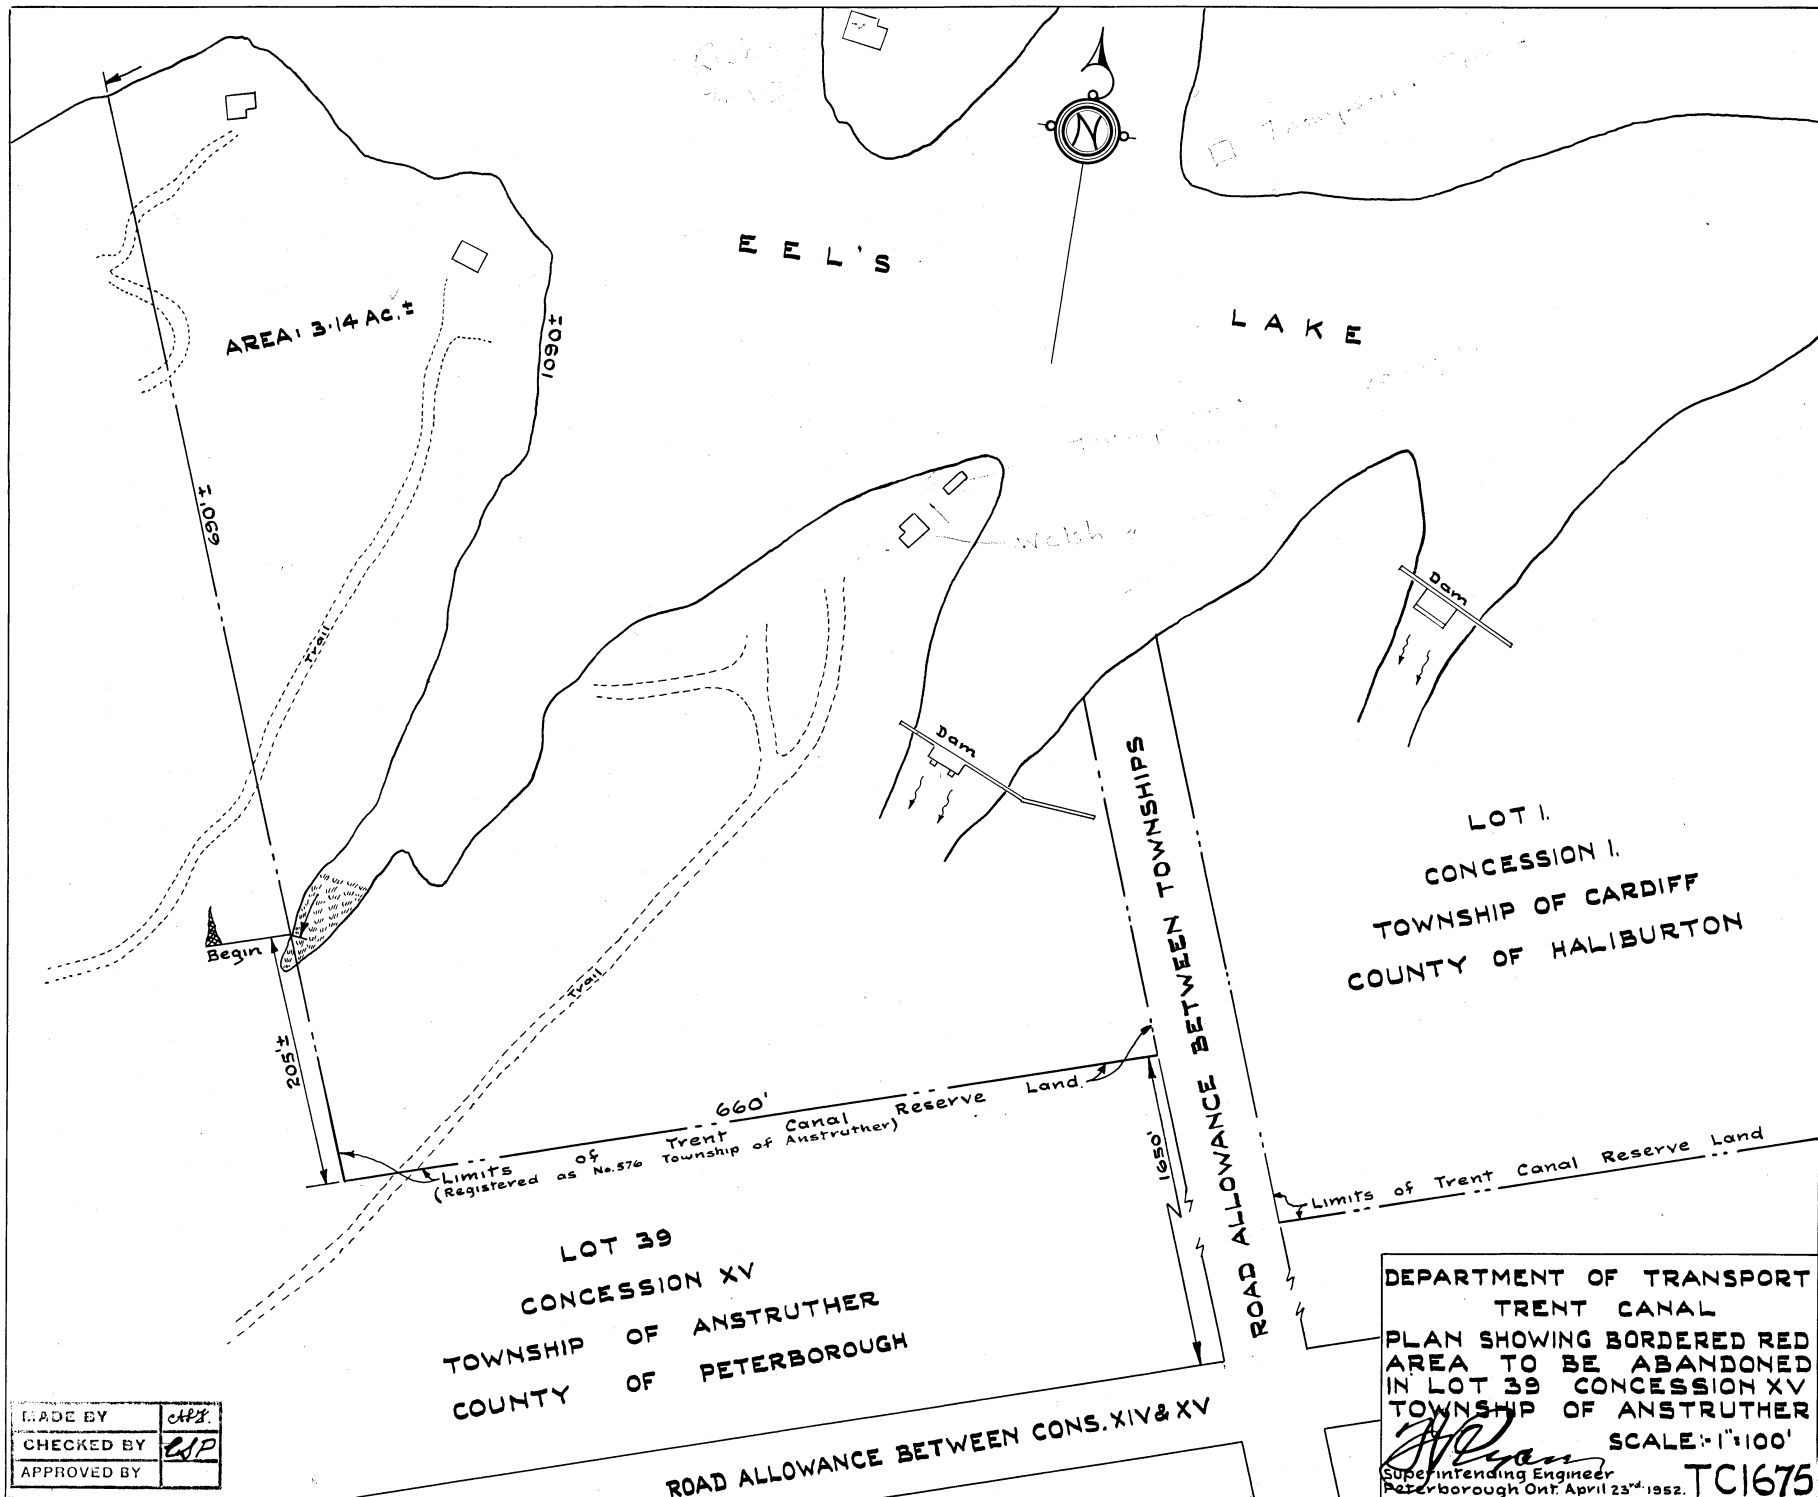 N
EEL'S
LAKE
AREA: 3.14 Ac.±
1090±
690'±
Trail
Welsh "
Dam
Dam
Begin
205'±
Trail
660'
Limits of Trent Canal Reserve Land.
(Registered as No. 576 Township of Anstruther)
1650'
ROAD ALLOWANCE BETWEEN TOWNSHIPS
LOT 1.
CONCESSION 1.
TOWNSHIP OF CARDIFF
COUNTY OF HALIBURTON
Limits of Trent Canal Reserve Land
LOT 39
CONCESSION XV
TOWNSHIP OF ANSTRUTHER
COUNTY OF PETERBOROUGH
ROAD ALLOWANCE BETWEEN CONS. XIV & XV
MADE BY
CHECKED BY
APPROVED BY
DEPARTMENT OF TRANSPORT
TRENT CANAL
PLAN SHOWING BORDERED RED
AREA TO BE ABANDONED
IN LOT 39 CONCESSION XV
TOWNSHIP OF ANSTRUTHER
SCALE:-1"=100'
Superintending Engineer
Peterborough Ont. April 23rd. 1952.
TC1675